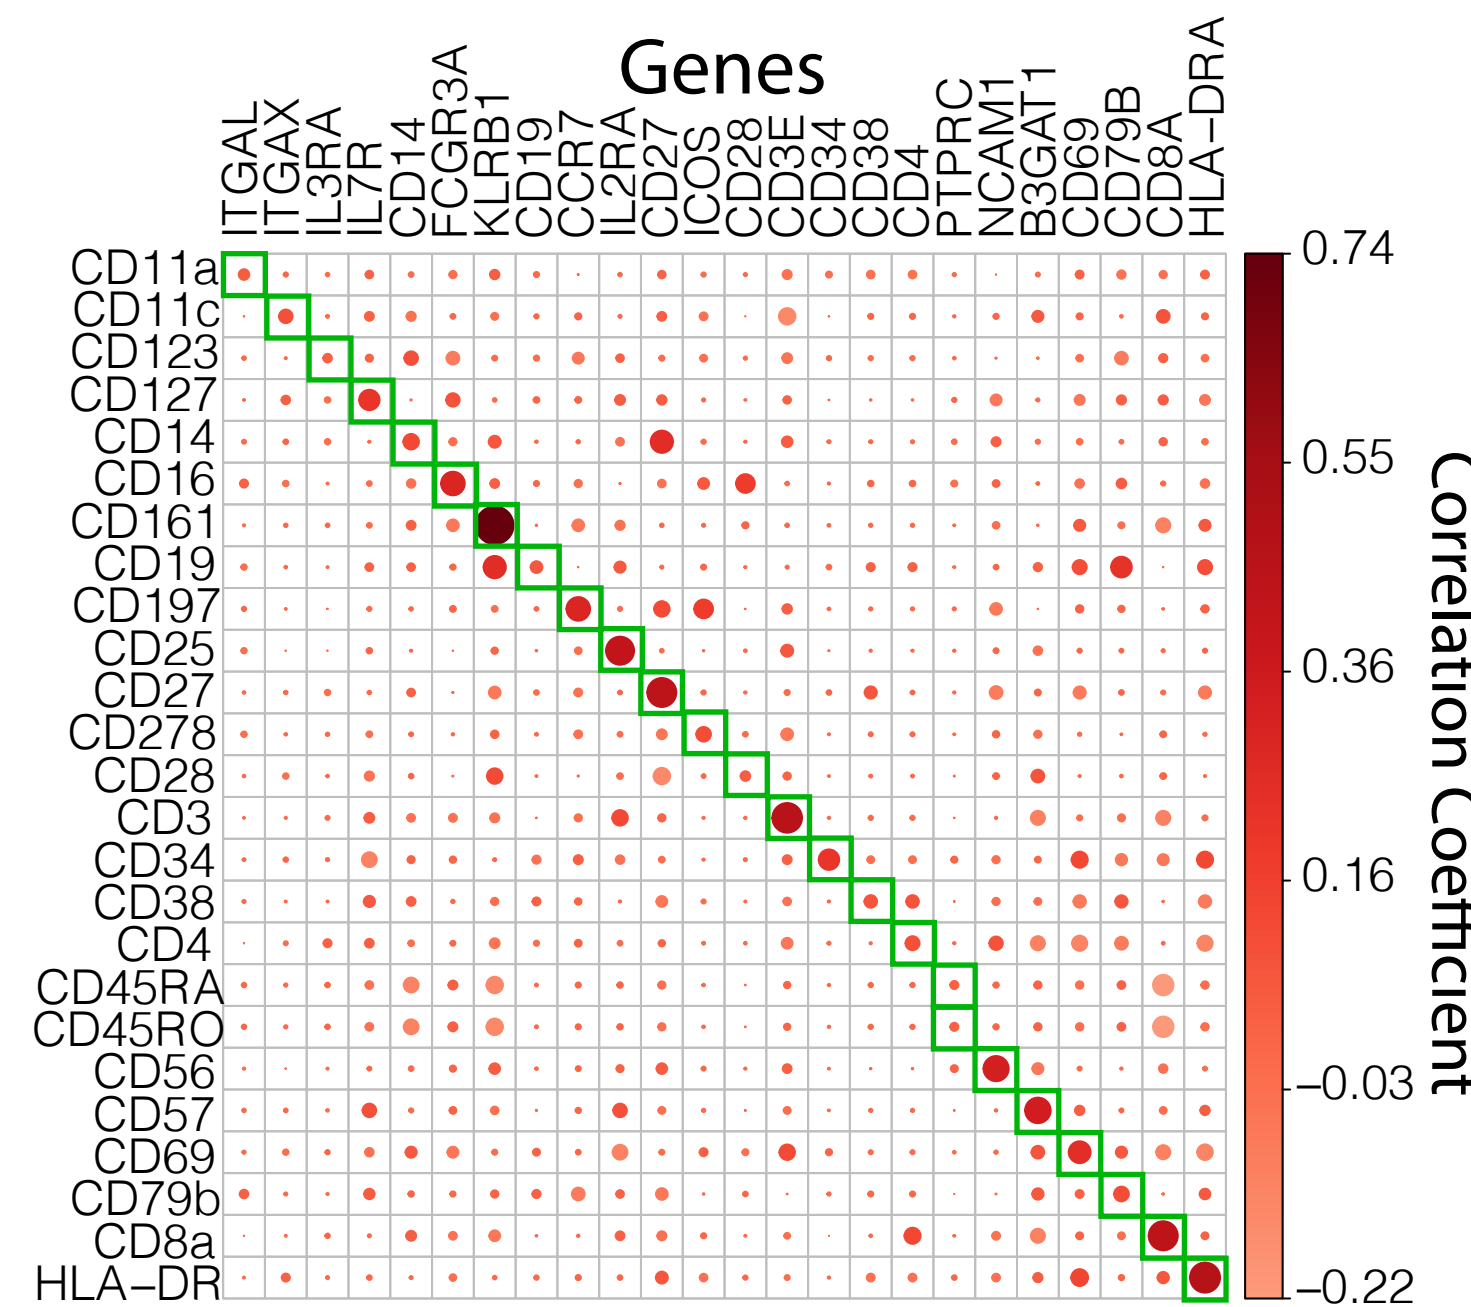 Genes
ITGAL
ITGAX
IL3RA
IL7R
CD14
FCGR3A
KLRB1
CD19
CCR7
IL2RA
CD27
ICOS
CD28
CD3E
CD34
CD38
CD4
PTPRC
NCAM1
B3GAT1
CD69
CD79B
CD8A
HLA-DRA
CD11a
CD11c
CD123
CD127
CD14
CD16
CD161
CD19
CD197
CD25
CD27
CD278
CD28
CD3
CD34
CD38
CD4
CD45RA
CD45RO
CD56
CD57
CD69
CD79b
CD8a
HLA-DR
0.74
0.55
0.36
0.16
-0.03
-0.22
Correlation Coefficient